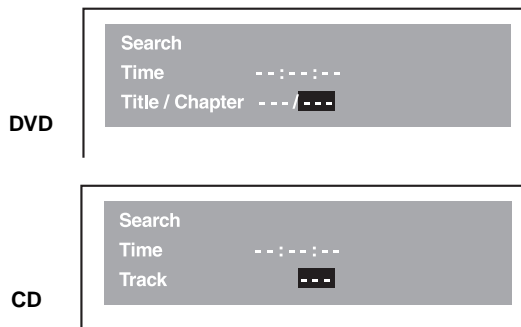 Search
Time --:--:--
Title / Chapter ---/---
DVD
Search
Time --:--:--
Track ---
CD